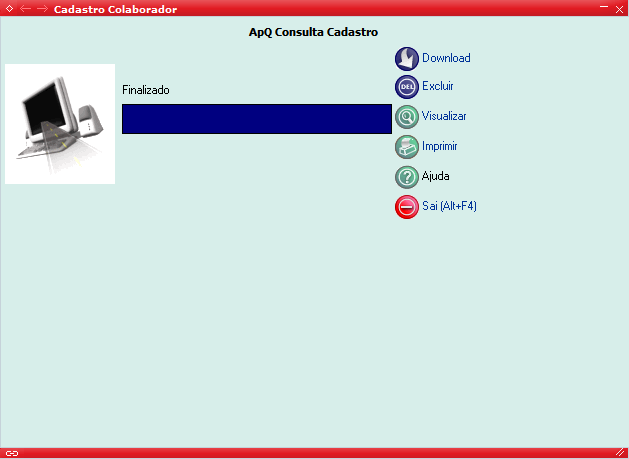 Cadastro Colaborador
ApQ Consulta Cadastro
Download
Finalizado
DEL Excluir
Visualizar
Imprimir
? Ajuda
Sai (Alt+F4)